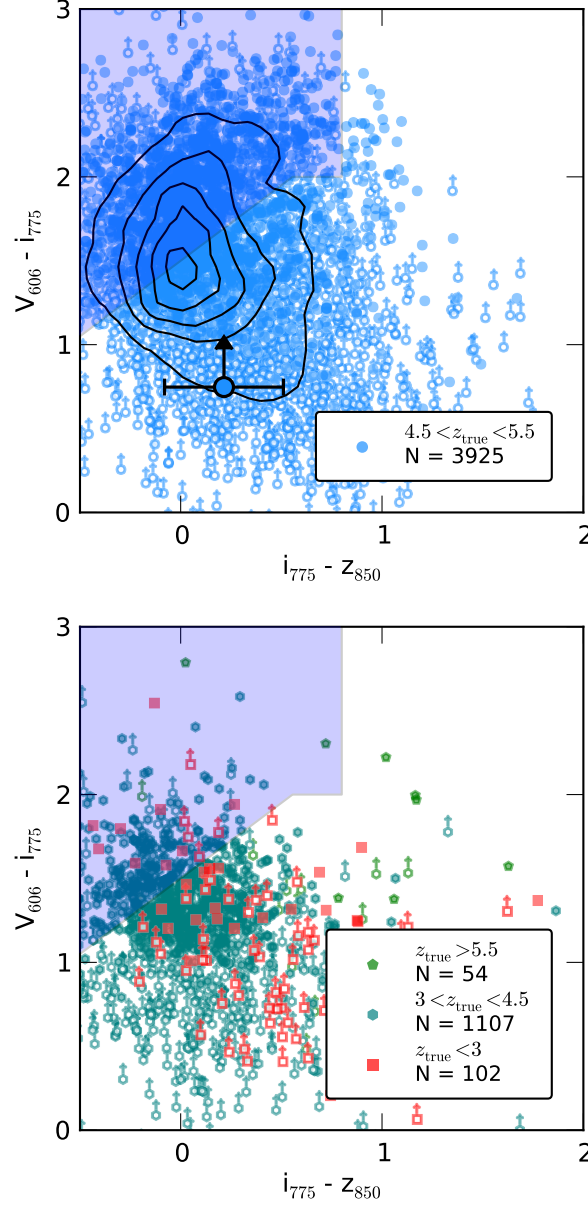 3
2
1
0
V606 - i775
0 1 2
i775 - z850
4.5 < ztrue < 5.5
N = 3925
3
2
1
0
V606 - i775
0 1 2
i775 - z850
ztrue > 5.5
N = 54
3 < ztrue < 4.5
N = 1107
ztrue < 3
N = 102